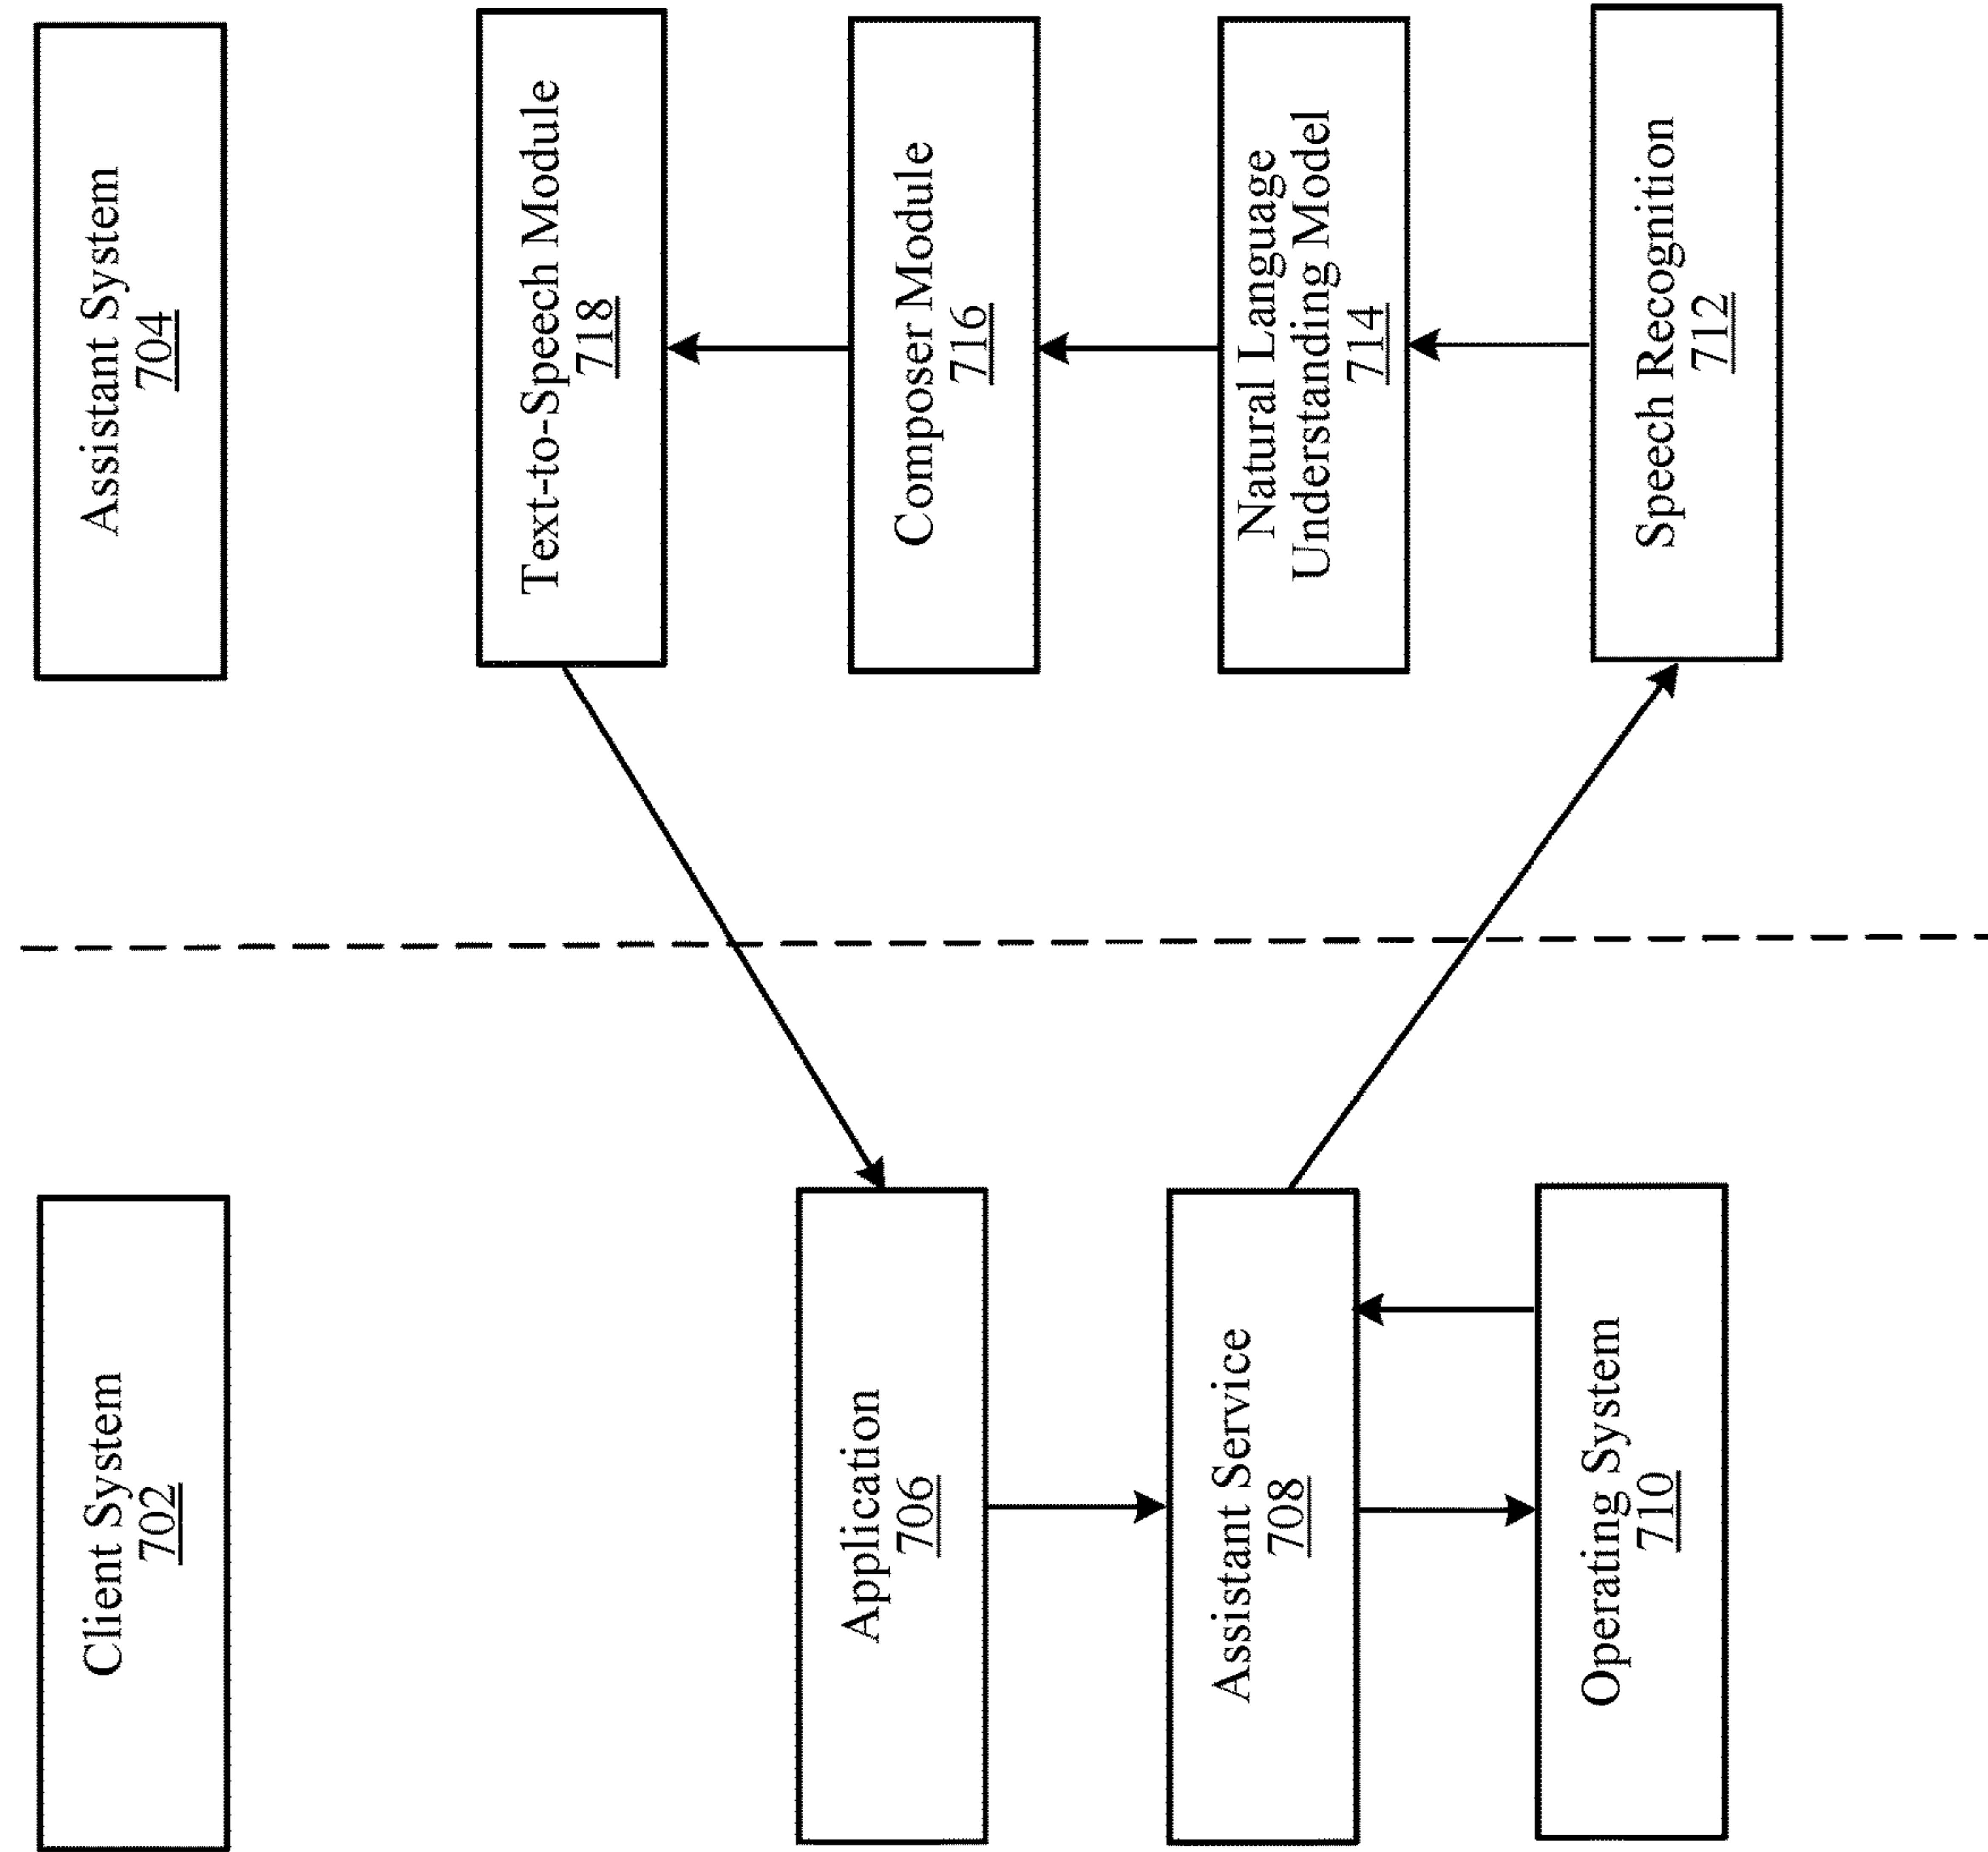 Client System
702
Assistant System
704
Application
706
Assistant Service
708
Operating System
710
Text-to-Speech Module
718
Composer Module
716
Natural Language
Understanding Model
714
Speech Recognition
712